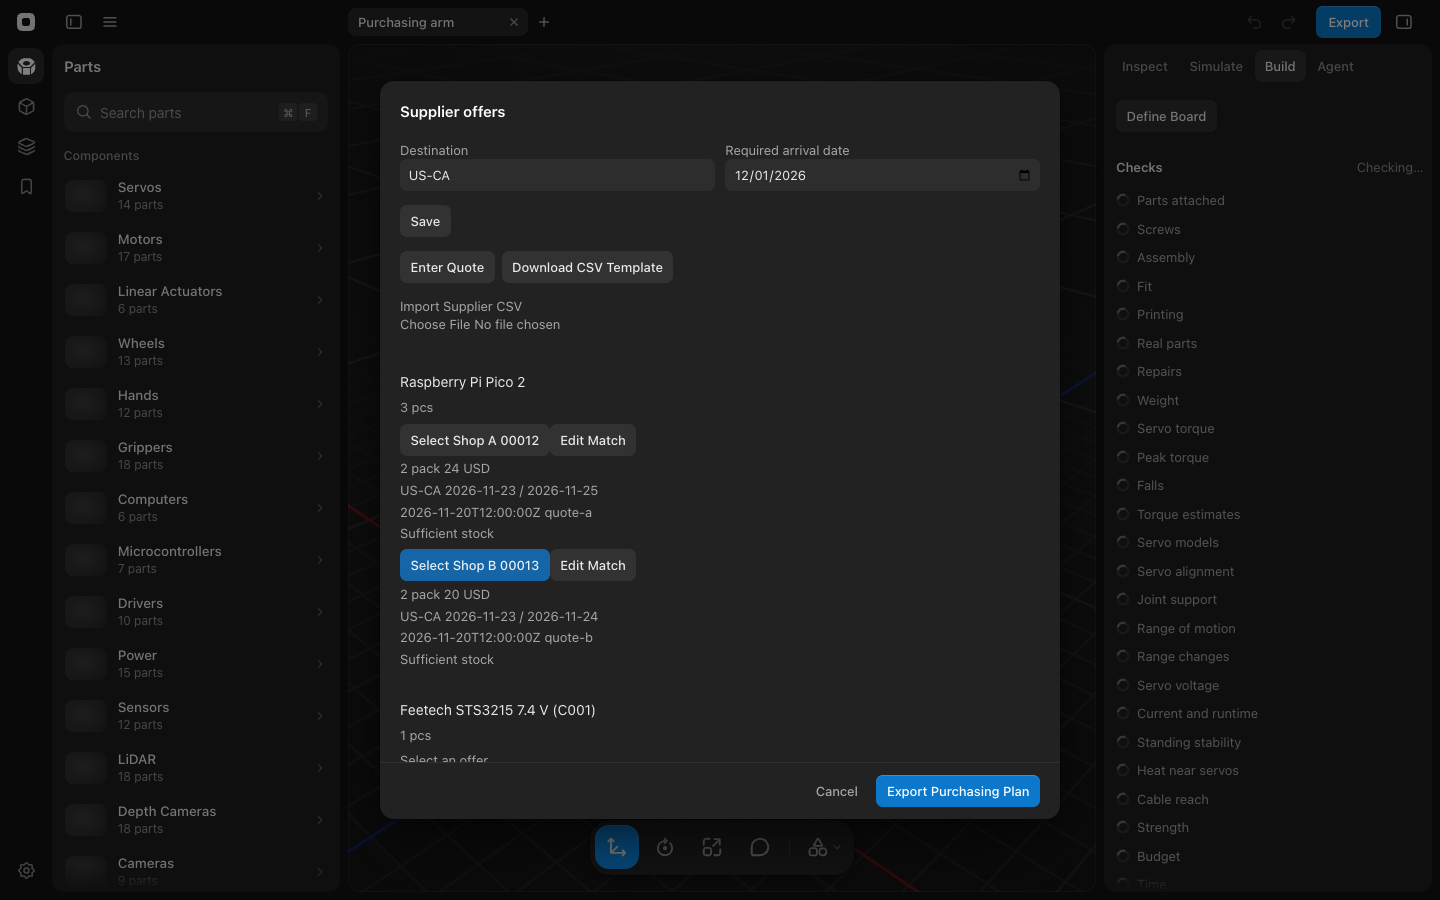 Purchasing arm
Export
Parts
Search parts
⌘ F
Components
Servos
14 parts
Motors
17 parts
Linear Actuators
6 parts
Wheels
13 parts
Hands
12 parts
Grippers
18 parts
Computers
6 parts
Microcontrollers
7 parts
Drivers
10 parts
Power
15 parts
Sensors
12 parts
LiDAR
18 parts
Depth Cameras
18 parts
Cameras
9 parts
Supplier offers
Destination
US-CA
Required arrival date
12/01/2026
Save
Enter Quote
Download CSV Template
Import Supplier CSV
Choose File No file chosen
Raspberry Pi Pico 2
3 pcs
Select Shop A 00012
Edit Match
2 pack 24 USD
US-CA 2026-11-23 / 2026-11-25
2026-11-20T12:00:00Z quote-a
Sufficient stock
Select Shop B 00013
Edit Match
2 pack 20 USD
US-CA 2026-11-23 / 2026-11-24
2026-11-20T12:00:00Z quote-b
Sufficient stock
Feetech STS3215 7.4 V (C001)
1 pcs
Select an offer
Cancel
Export Purchasing Plan
Inspect
Simulate
Build
Agent
Define Board
Checks
Checking...
Parts attached
Screws
Assembly
Fit
Printing
Real parts
Repairs
Weight
Servo torque
Peak torque
Falls
Torque estimates
Servo models
Servo alignment
Joint support
Range of motion
Range changes
Servo voltage
Current and runtime
Standing stability
Heat near servos
Cable reach
Strength
Budget
Time